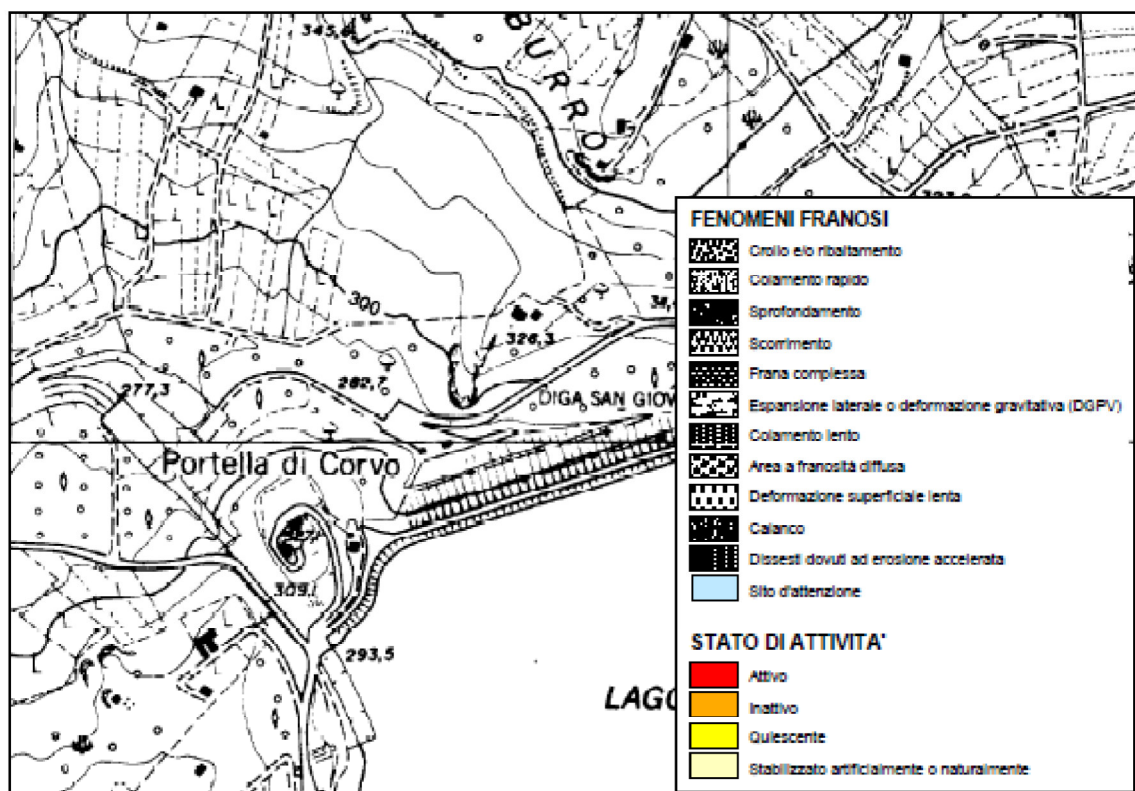 345,6
BURRO
300
326,3
277,3
282,7
DIGA SAN GIOV
Portella di Corvo
309,1
293,5
LAGO
FENOMENI FRANOSI
Crollo e/o ribaltamento
Colamento rapido
Sprofondamento
Scorrimento
Frana complessa
Espansione laterale o deformazione gravitativa (DGPV)
Colamento lento
Area a franosità diffusa
Deformazione superficiale lenta
Calanco
Dissesti dovuti ad erosione accelerata
Sito d'attenzione
STATO DI ATTIVITA'
Attivo
Inattivo
Quiescente
Stabilizzato artificialmente o naturalmente